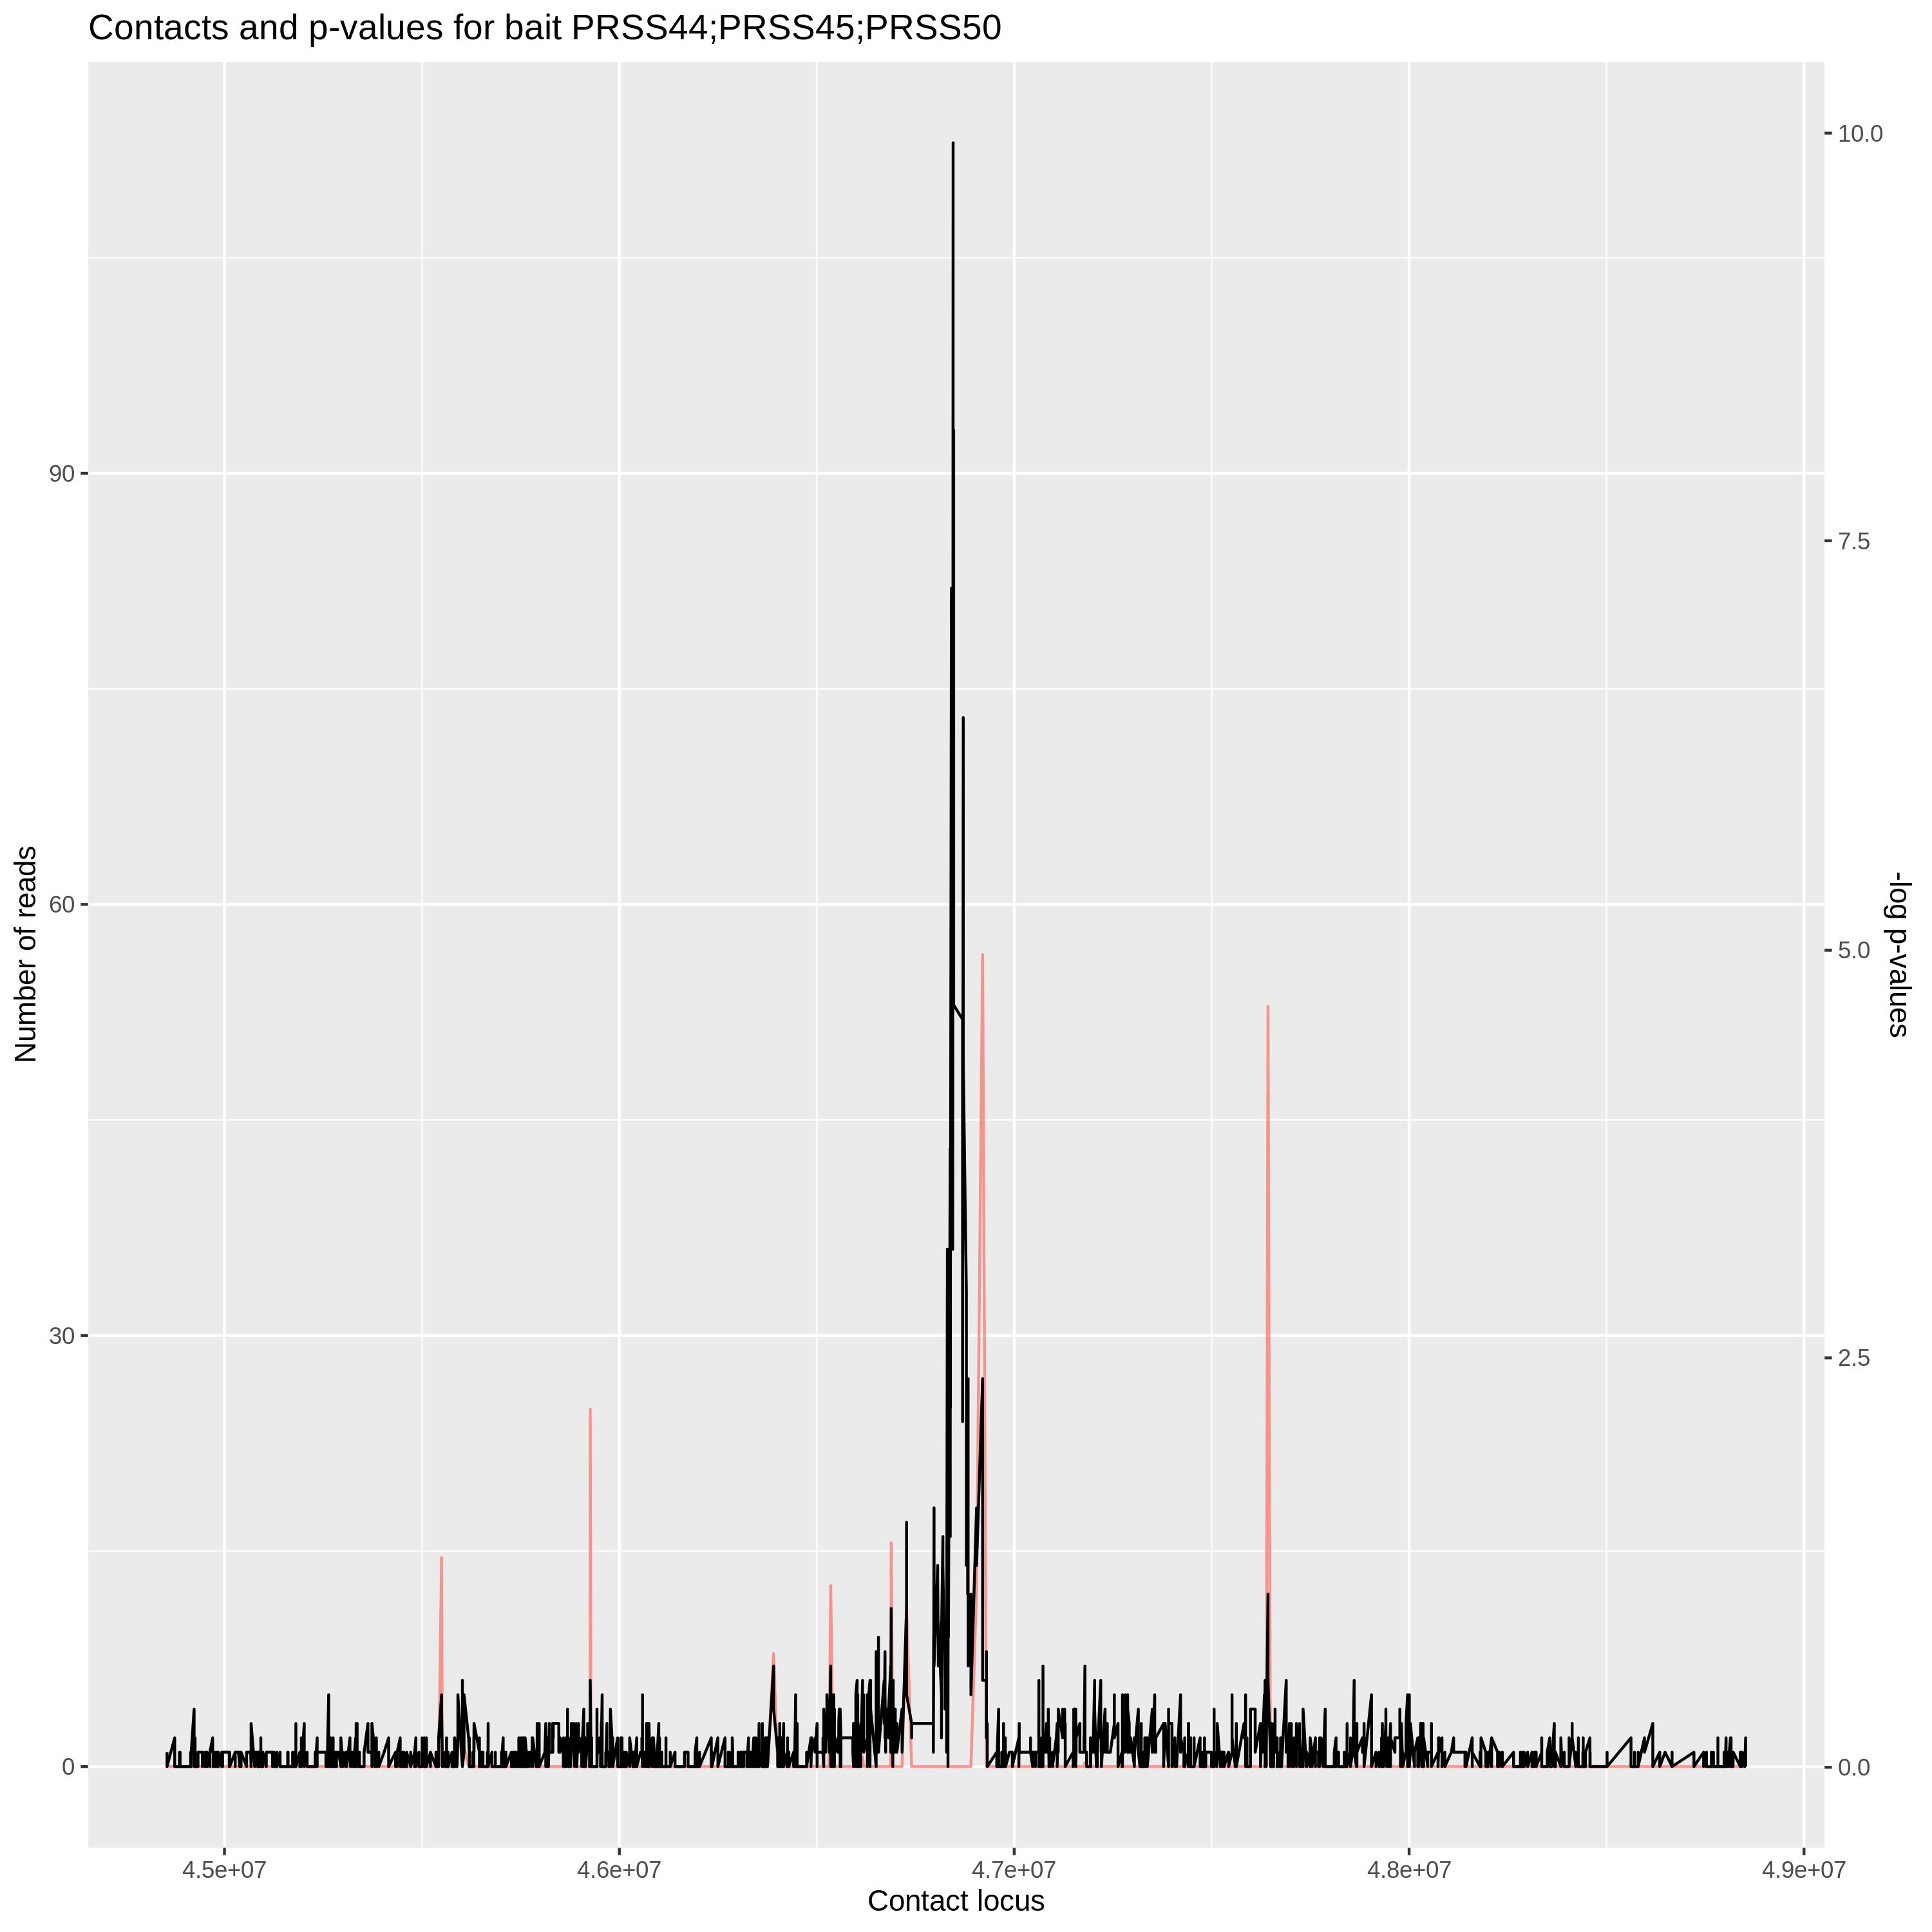 Contacts and p-values for bait PRSS44;PRSS45;PRSS50
Number of reads
90
60
30
0
10.0
7.5
5.0
2.5
0.0
-log p-values
4.5e+07 4.6e+07 4.7e+07 4.8e+07 4.9e+07
Contact locus